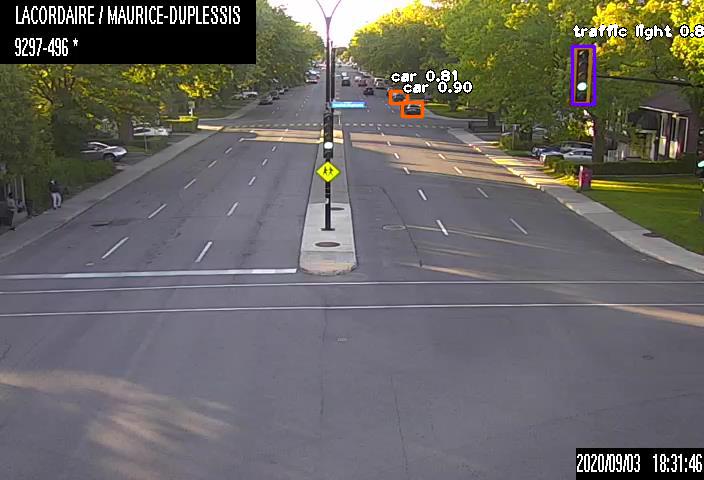 LACORDAIRE / MAURICE-DUPLESSIS
9297-496 *
traffic light 0.8
car 0.81
car 0.90
2020/09/03 18:31:46